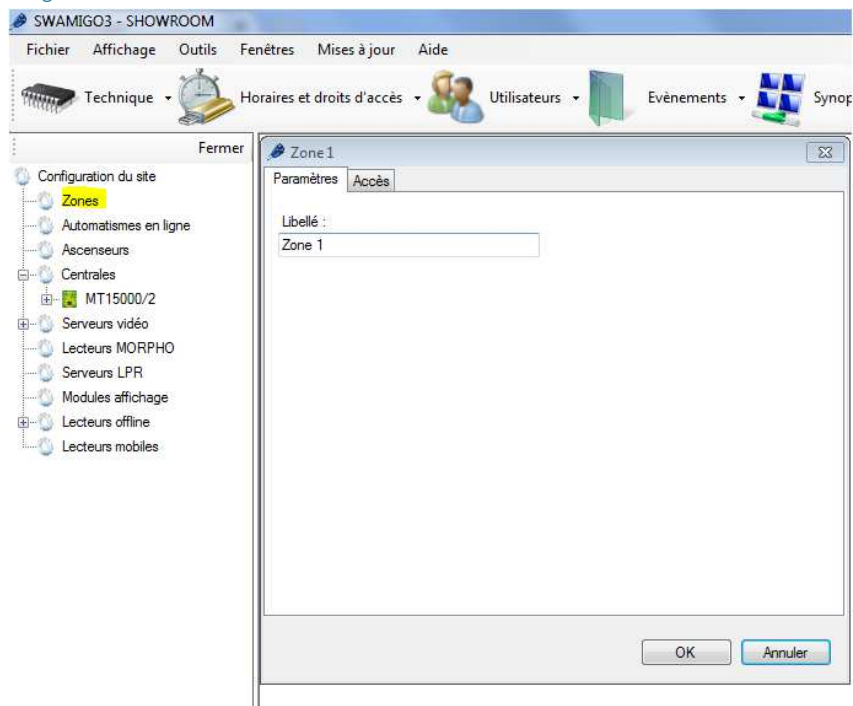 SWAMIGO3 - SHOWROOM
Fichier Affichage Outils Fenêtres Mises à jour Aide
Technique Horaires et droits d'accès Utilisateurs Evènements Synop
Fermer
Configuration du site
Zones
Automatismes en ligne
Ascenseurs
Centrales
MT15000/2
Serveurs vidéo
Lecteurs MORPHO
Serveurs LPR
Modules affichage
Lecteurs offline
Lecteurs mobiles
Zone 1
Paramètres Accès
Libellé :
Zone 1
OK Annuler